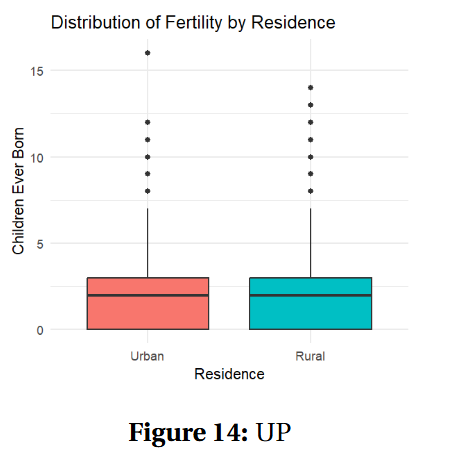 Distribution of Fertility by Residence
Children Ever Born
15
10
5
0
Urban Rural
Residence
Figure 14: UP